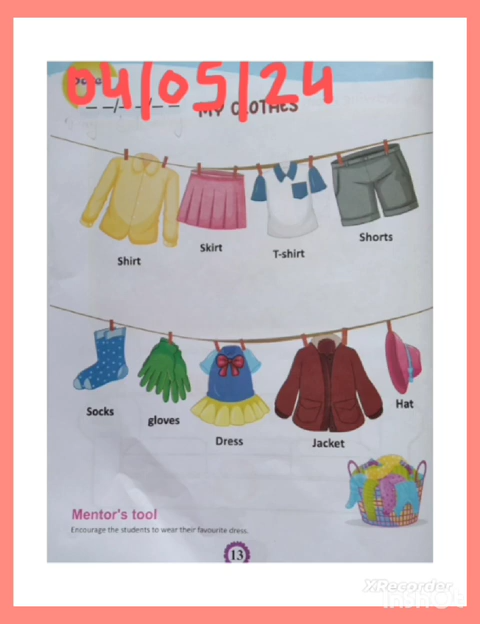 04/05/24
MY CLOTHES
Shirt
Skirt
T-shirt
Shorts
Socks
gloves
Dress
Jacket
Hat
Mentor's tool
Encourage the students to wear their favourite dress.
13
XRecorder
InShOt